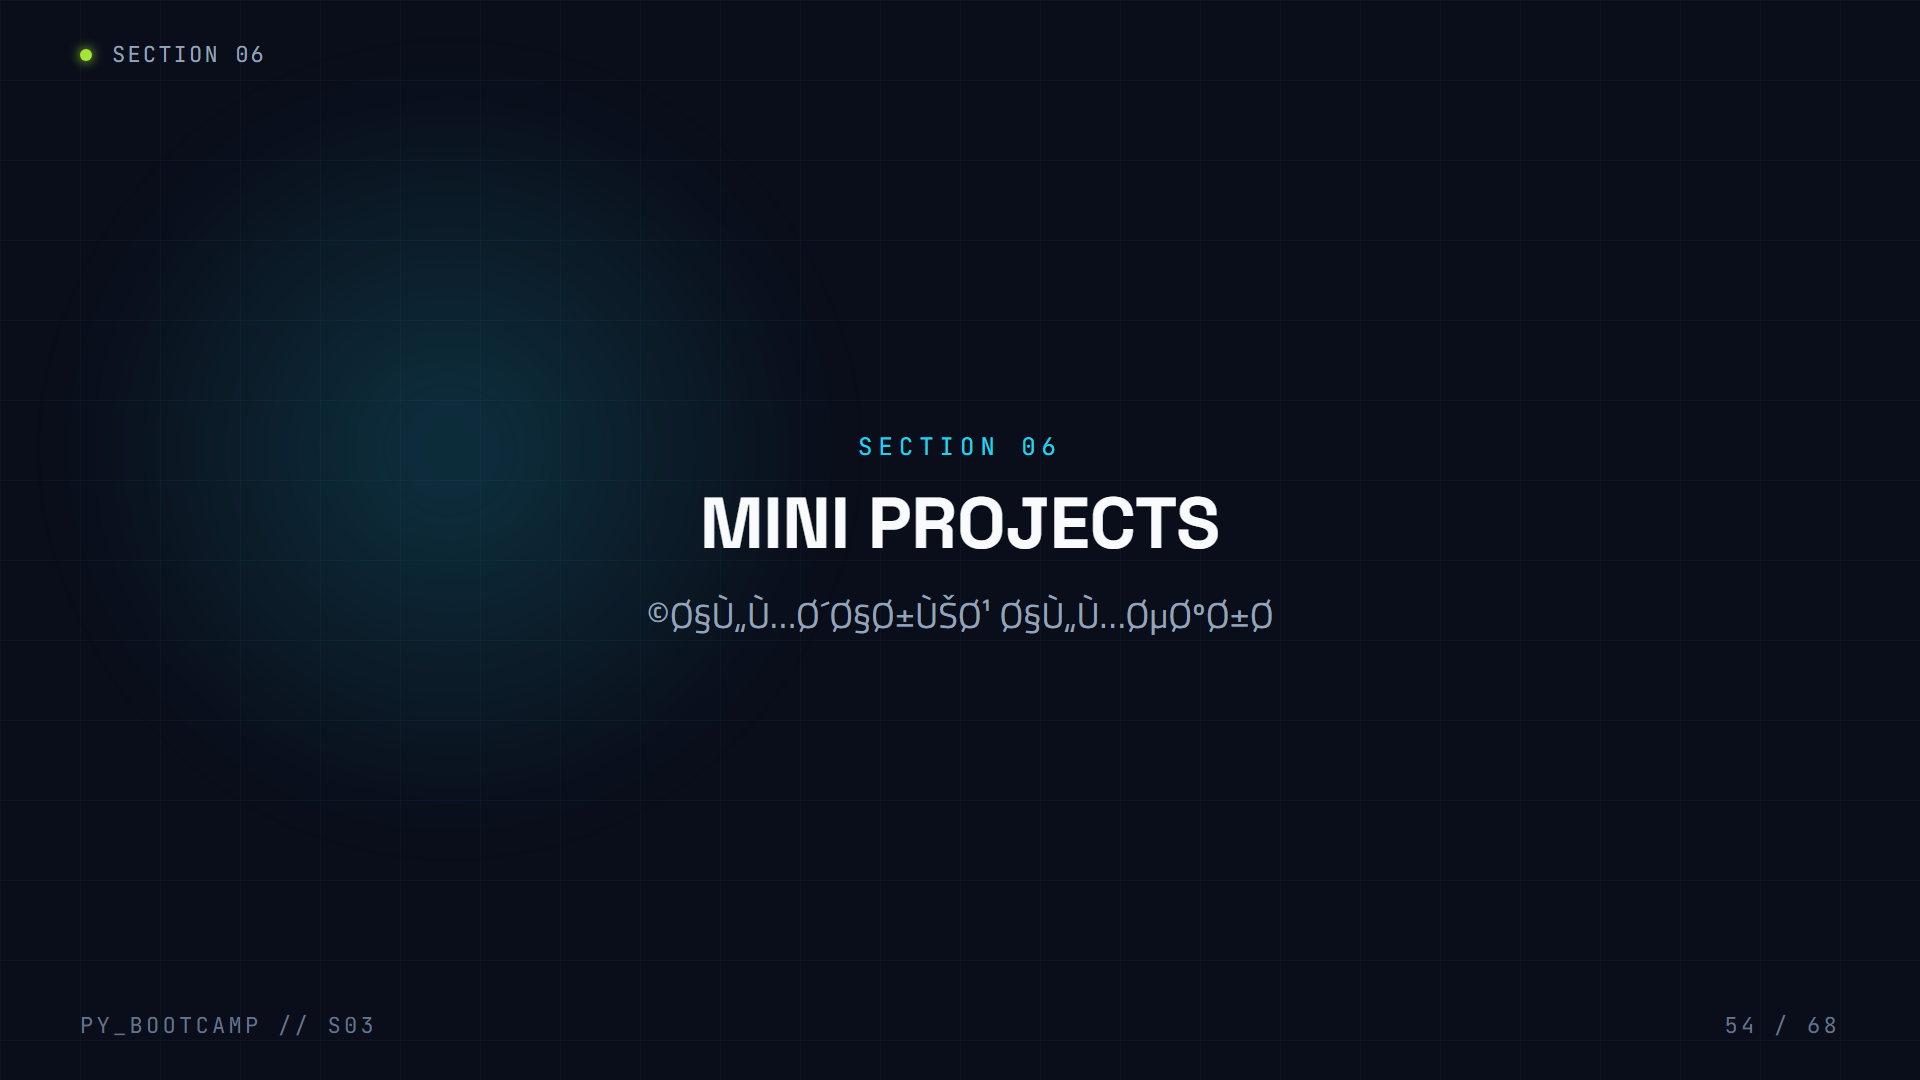 SECTION 06
SECTION 06
MINI PROJECTS
©Ø§Ù„Ù…Ø´Ø§Ø±ÙŠØ¹ Ø§Ù„Ù…ØµØºØ±Ø
PY_BOOTCAMP // S03
54 / 68